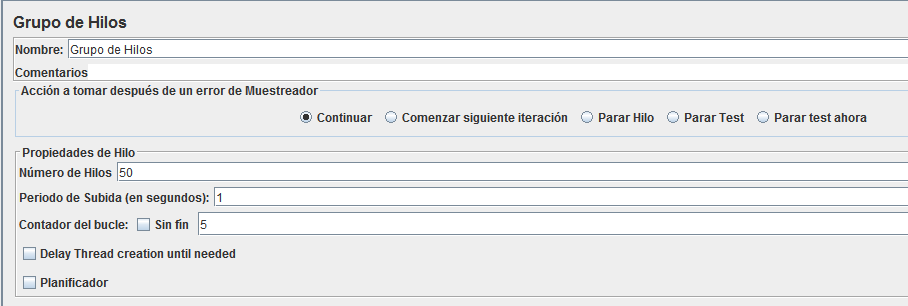 Grupo de Hilos
Nombre: Grupo de Hilos
Comentarios
Acción a tomar después de un error de Muestreador
Continuar Comenzar siguiente iteración Parar Hilo Parar Test Parar test ahora
Propiedades de Hilo
Número de Hilos 50
Periodo de Subida (en segundos): 1
Contador del bucle: Sin fín 5
Delay Thread creation until needed
Planificador